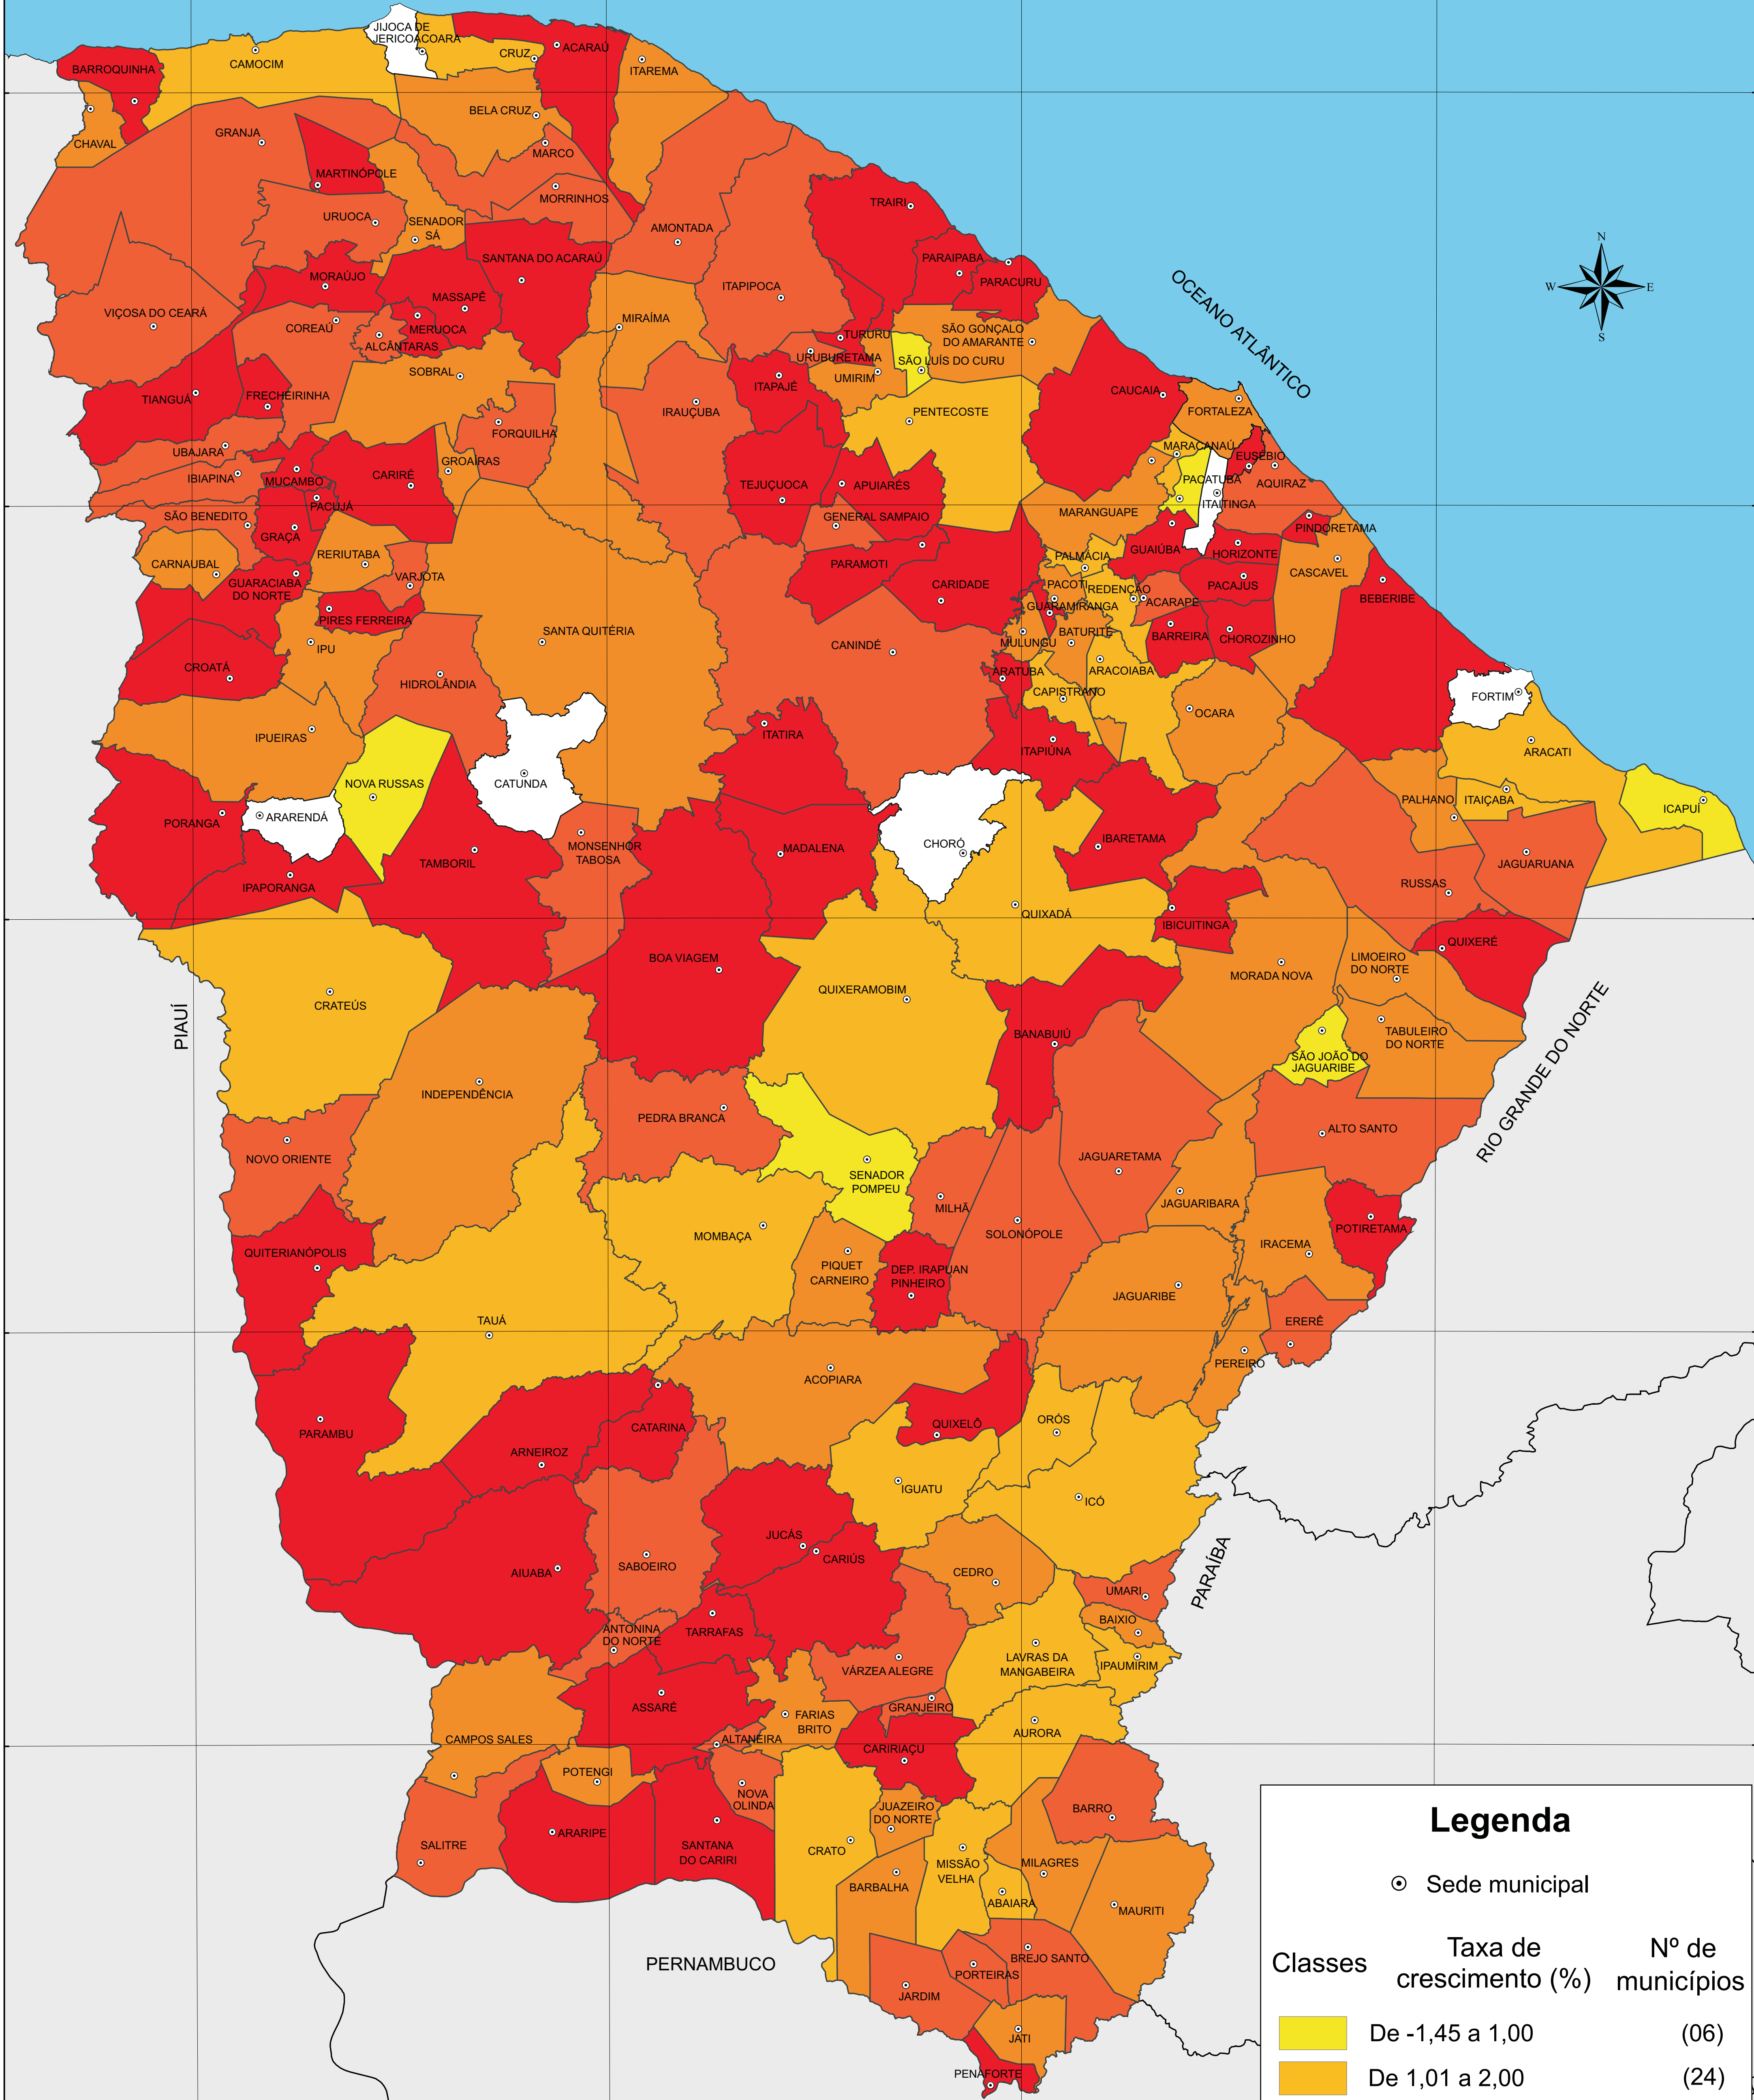 JIJOCA DE
JERICOACOARA
CRUZ
ACARAÚ
BARROQUINHA
CAMOCIM
ITAREMA
CHAVAL
GRANJA
BELA CRUZ
MARCO
MARTINÓPOLE
MORRINHOS
URUOCA
SENADOR
SÁ
AMONTADA
TRAIRI
N
W
E
S
MORAÚJO
SANTANA DO ACARAÚ
MASSAPÊ
ITAPIPOCA
PARAIPABA
PARACURU
OCEANO ATLÂNTICO
VIÇOSA DO CEARÁ
COREAÚ
MERUOCA
ALCÂNTARAS
MIRAÍMA
TURURU
URUBURETAMA
SÃO GONÇALO
DO AMARANTE
SÃO LUÍS DO CURU
UMIRIM
SOBRAL
TIANGUÁ
FRECHEIRINHA
ITAPAJÉ
IRAUÇUBA
PENTECOSTE
CAUCAIA
FORTALEZA
FORQUILHA
UBAJARA
IBIAPINA
MUCAMBO
CARIRÉ
GROAÍRAS
PACUJÁ
TEJUÇUOCA
APUIARÉS
MARACANAÚ
EUSÉBIO
PACATUBA
AQUIRAZ
ITAITINGA
MARANGUAPE
SÃO BENEDITO
GRAÇA
GENERAL SAMPAIO
PINDORETAMA
CARNAUBAL
RERIUTABA
VARJOTA
GUARACIABA
DO NORTE
PARAMOTI
CARIDADE
PALMÁCIA
GUAIÚBA
HORIZONTE
CASCAVEL
PACOTI
REDENÇÃO
PACAJUS
BEBERIBE
GUARAMIRANGA
ACARAPE
PIRES FERREIRA
SANTA QUITÉRIA
CANINDÉ
MULUNGU
BATURITÉ
BARREIRA
CHOROZINHO
IPU
CROATÁ
HIDROLÂNDIA
ARATUBA
ARACOIABA
CAPISTRANO
OCARA
FORTIM
IPUEIRAS
ITATIRA
ITAPIÚNA
ARACATI
NOVA RUSSAS
CATUNDA
PALHANO
ITAIÇABA
ICAPUÍ
PORANGA
ARARENDÁ
MONSENHOR
TABOSA
MADALENA
CHORÓ
IBARETAMA
TAMBORIL
IPAPORANGA
JAGUARUANA
RUSSAS
QUIXADÁ
IBICUITINGA
QUIXERÉ
BOA VIAGEM
MORADA NOVA
LIMOEIRO
DO NORTE
CRATEÚS
QUIXERAMOBIM
PIAUÍ
BANABUIÚ
TABULEIRO
DO NORTE
SÃO JOÃO DO
JAGUARIBE
RIO GRANDE DO NORTE
INDEPENDÊNCIA
PEDRA BRANCA
ALTO SANTO
NOVO ORIENTE
SENADOR
POMPEU
JAGUARETAMA
MILHÃ
JAGUARIBARA
MOMBAÇA
SOLONÓPOLE
POTIRETAMA
QUITERIANÓPOLIS
IRACEMA
PIQUET
CARNEIRO
DEP. IRAPUAN
PINHEIRO
JAGUARIBE
TAUÁ
ERERÊ
PEREIRO
ACOPIARA
PARAMBU
CATARINA
QUIXELÔ
ORÓS
ARNEIROZ
IGUATU
ICÓ
JUCÁS
CARIÚS
SABOEIRO
AIUABA
CEDRO
PARAÍBA
UMARI
ANTONINA
DO NORTE
TARRAFAS
BAIXIO
LAVRAS DA
MANGABEIRA
IPAUMIRIM
VÁRZEA ALEGRE
ASSARÉ
GRANJEIRO
FARIAS
BRITO
AURORA
CAMPOS SALES
ALTANEIRA
CARIRIAÇU
POTENGI
NOVA
OLINDA
JUAZEIRO
DO NORTE
BARRO
ARARIPE
SALITRE
SANTANA
DO CARIRI
CRATO
MISSÃO
VELHA
MILAGRES
BARBALHA
ABAIARA
MAURITI
PERNAMBUCO
BREJO SANTO
PORTEIRAS
JARDIM
JATI
PENAFORTE
Legenda
Sede municipal
Classes
Taxa de
crescimento (%)
Nº de
municípios
De -1,45 a 1,00 (06)
De 1,01 a 2,00 (24)